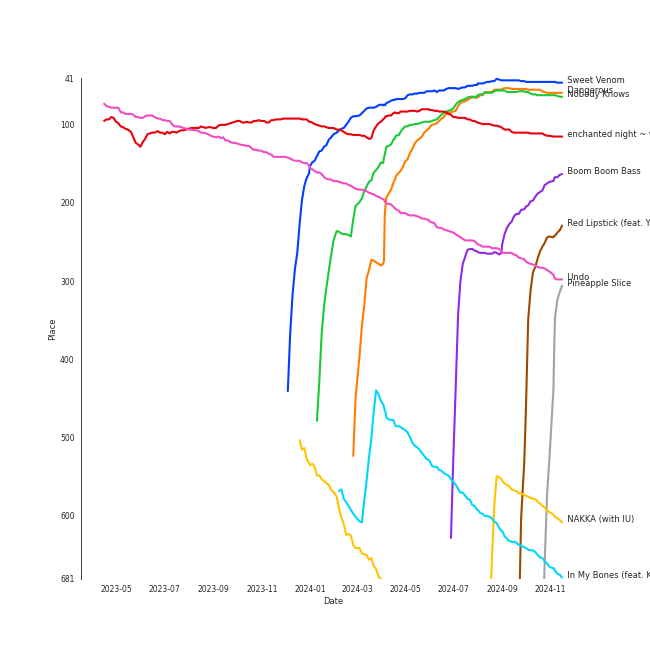 41
100
200
300
400
500
600
681
Place
2023-05 2023-07 2023-09 2023-11 2024-01 2024-03 2024-05 2024-07 2024-09 2024-11
Date
Sweet Venom
Dangerous
Nobody Knows
enchanted night ~
Boom Boom Bass
Red Lipstick (feat. Y
Undo
Pineapple Slice
NAKKA (with IU)
In My Bones (feat. K